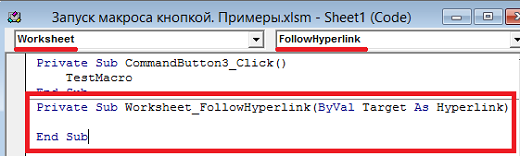 Запуск макроса кнопкой. Примеры.xlsm - Sheet1 (Code)
Worksheet FollowHyperlink
Private Sub CommandButton3_Click()
TestMacro
End Sub
Private Sub Worksheet_FollowHyperlink(ByVal Target As Hyperlink)
End Sub